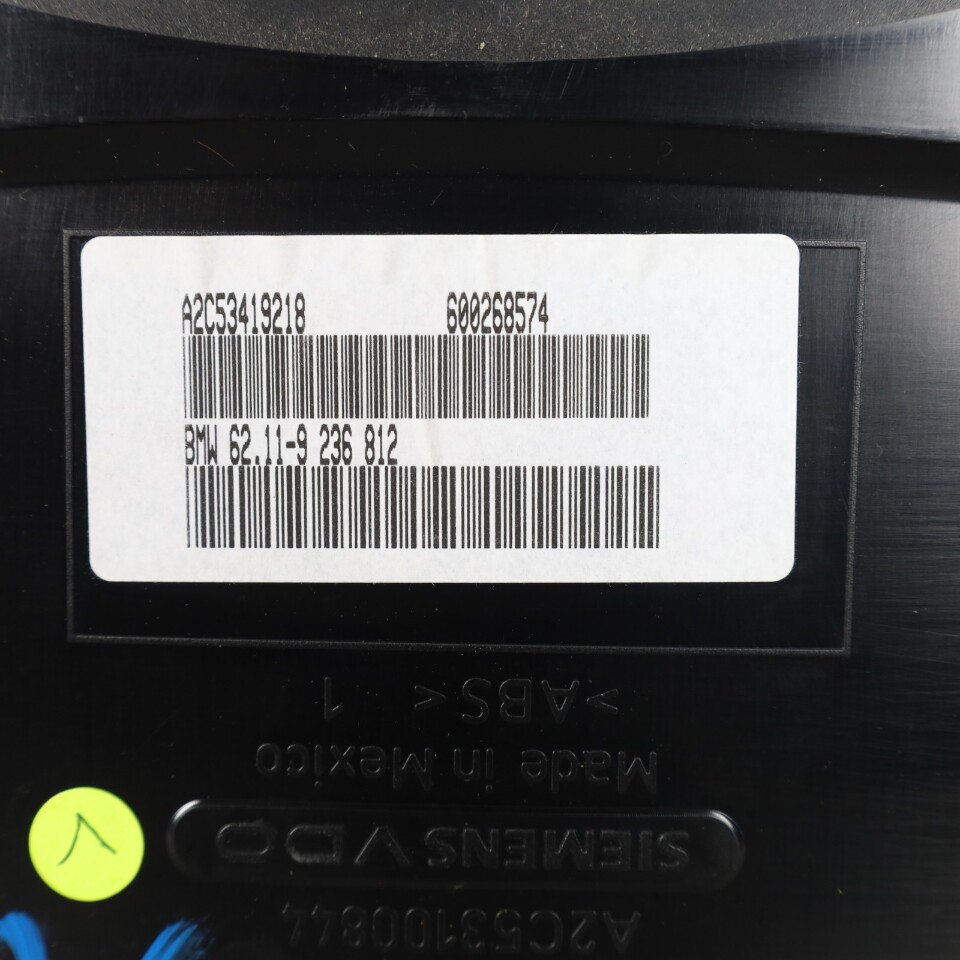 A2C53419218 600268574
BMW 62.11-9 236 812
>ABS< 1
Made in Mexico
SIEMENS VDO
A2C53100844